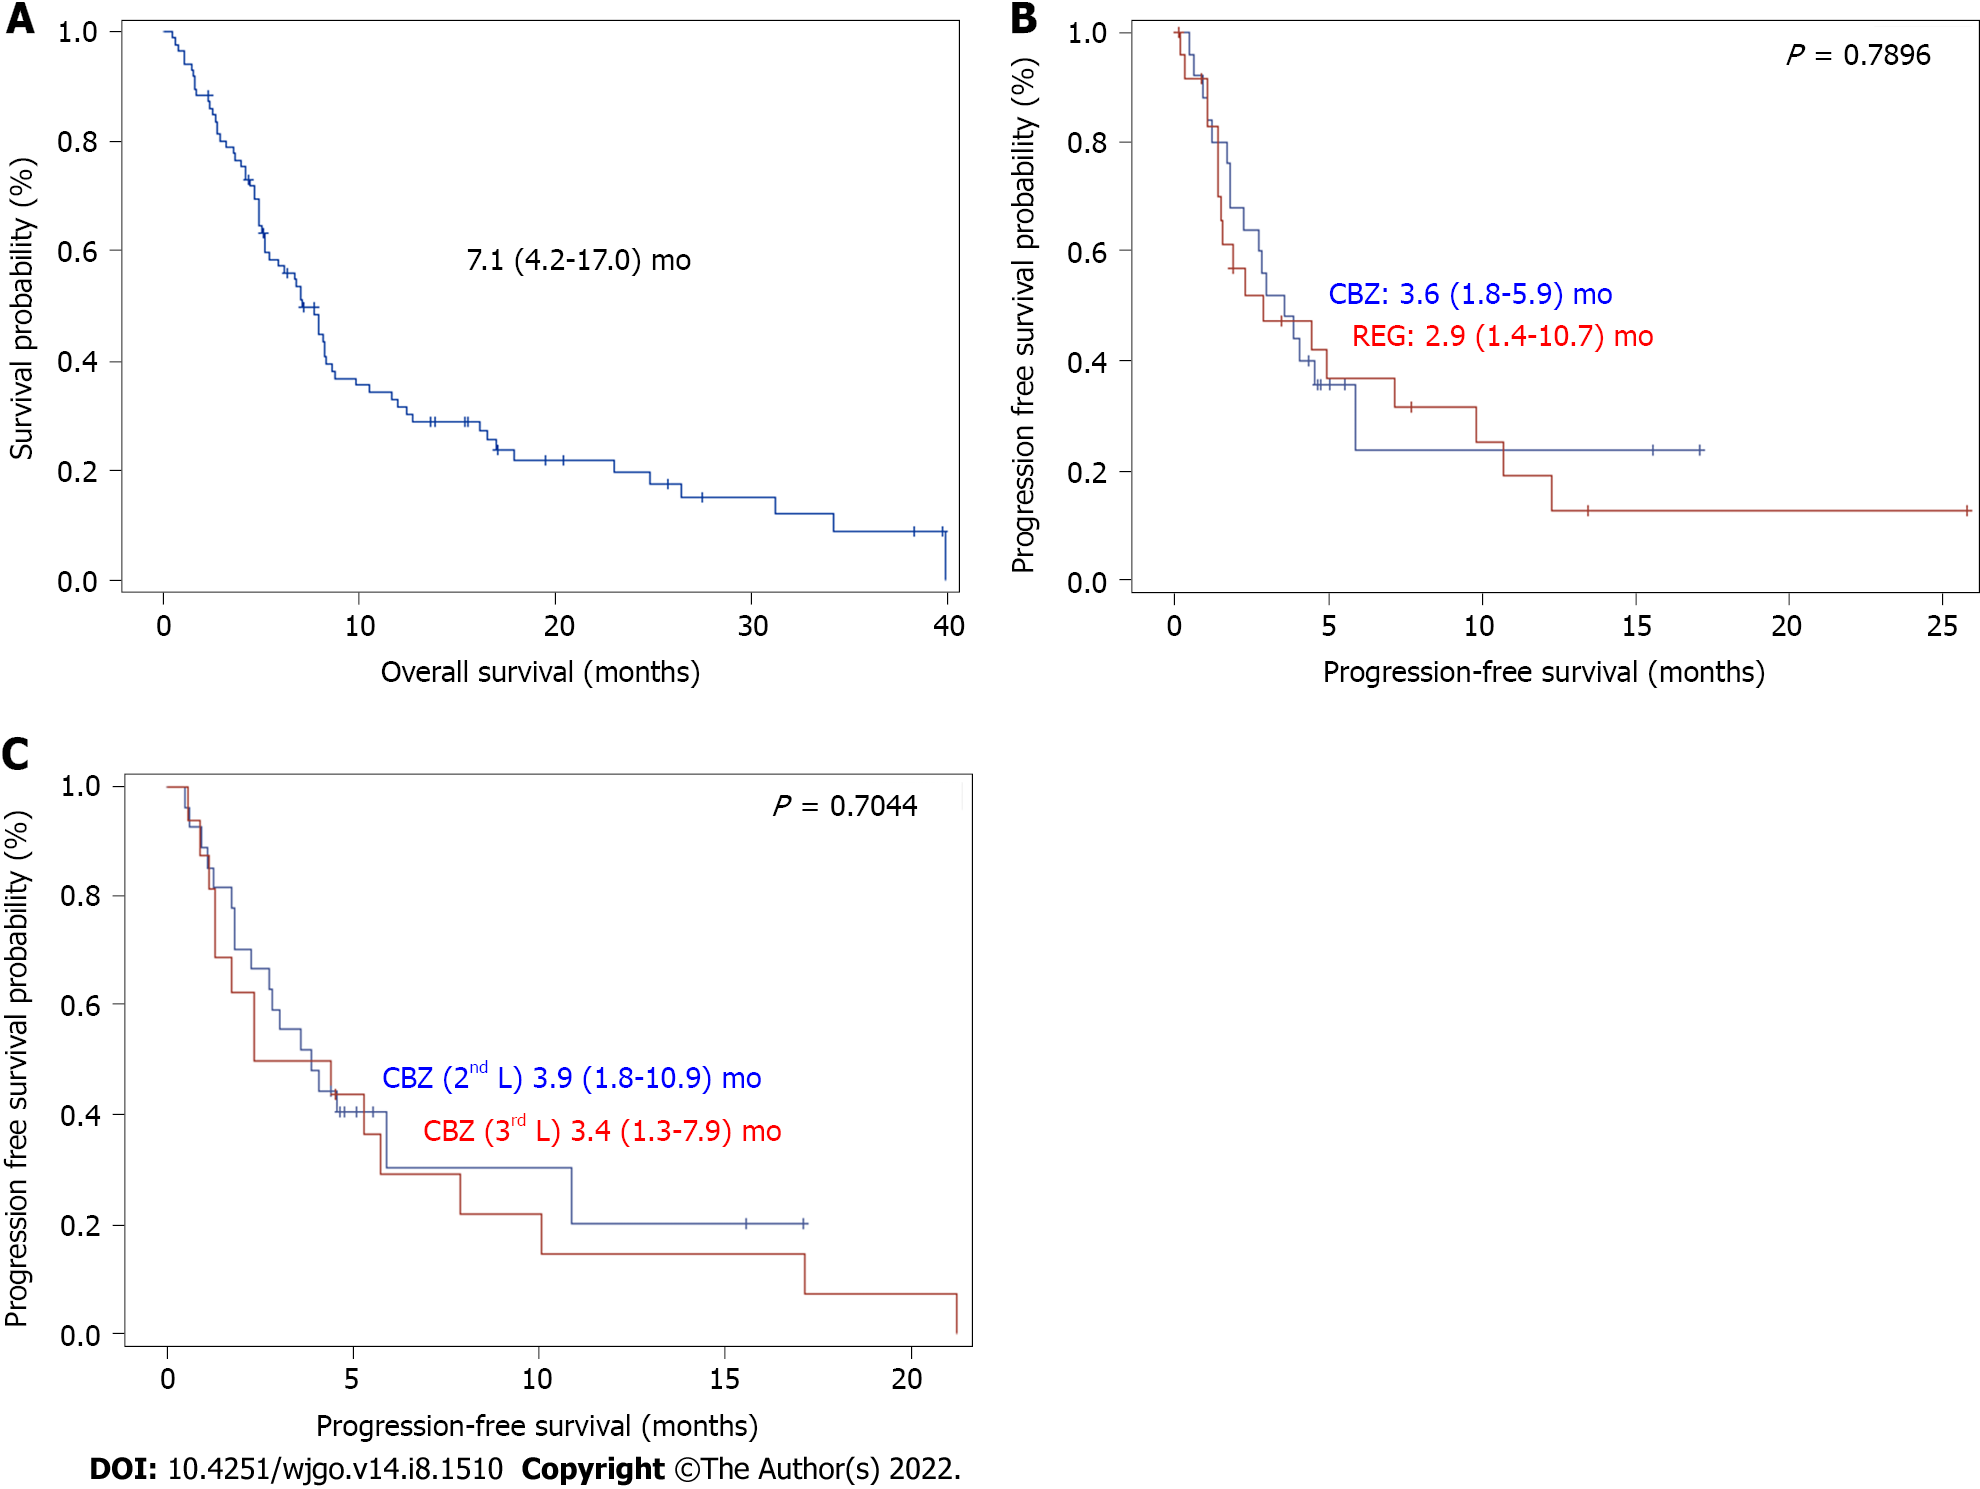 A
Survival probability (%)
1.0
0.8
0.6
0.4
0.2
0.0
7.1 (4.2-17.0) mo
0 10 20 30 40
Overall survival (months)
B
Progression free survival probability (%)
1.0
0.8
0.6
0.4
0.2
0.0
P = 0.7896
CBZ: 3.6 (1.8-5.9) mo
REG: 2.9 (1.4-10.7) mo
0 5 10 15 20 25
Progression-free survival (months)
C
Progression free survival probability (%)
1.0
0.8
0.6
0.4
0.2
0.0
P = 0.7044
CBZ (2nd L) 3.9 (1.8-10.9) mo
CBZ (3rd L) 3.4 (1.3-7.9) mo
0 5 10 15 20
Progression-free survival (months)
DOI: 10.4251/wjgo.v14.i8.1510 Copyright ©The Author(s) 2022.